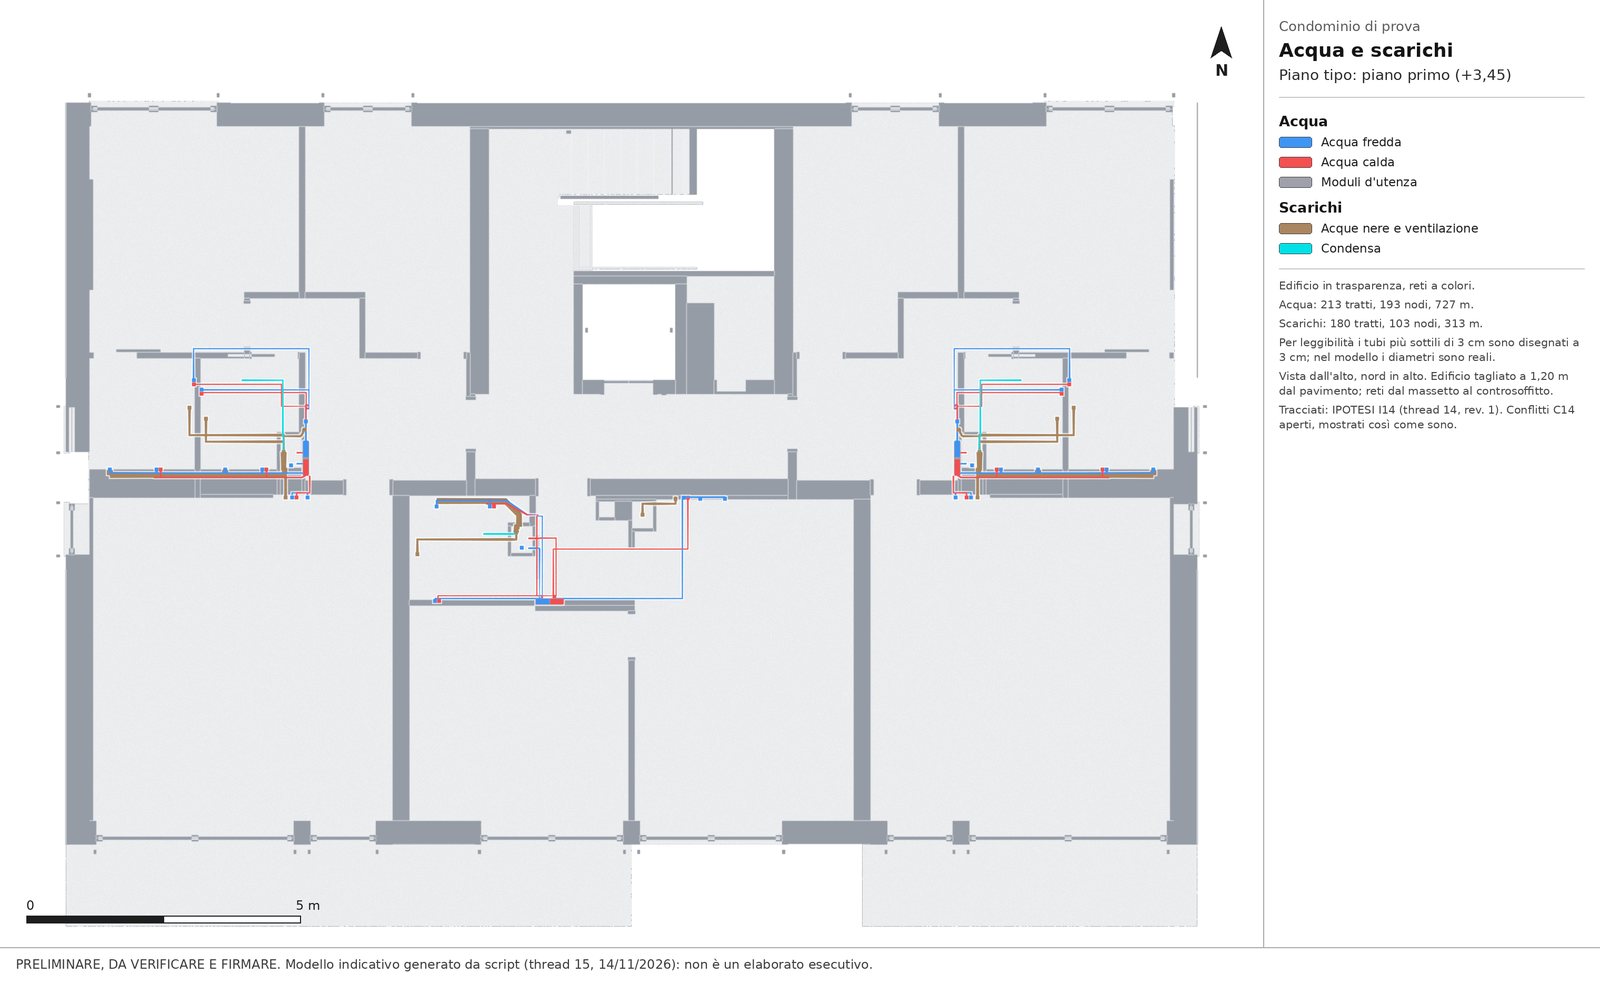 N
Condominio di prova
Acqua e scarichi
Piano tipo: piano primo (+3,45)
Acqua
Acqua fredda
Acqua calda
Moduli d'utenza
Scarichi
Acque nere e ventilazione
Condensa
Edificio in trasparenza, reti a colori.
Acqua: 213 tratti, 193 nodi, 727 m.
Scarichi: 180 tratti, 103 nodi, 313 m.
Per leggibilità i tubi più sottili di 3 cm sono disegnati a
3 cm; nel modello i diametri sono reali.
Vista dall'alto, nord in alto. Edificio tagliato a 1,20 m
dal pavimento; reti dal massetto al controsoffitto.
Tracciati: IPOTESI I14 (thread 14, rev. 1). Conflitti C14
aperti, mostrati così come sono.
0 5 m
PRELIMINARE, DA VERIFICARE E FIRMARE. Modello indicativo generato da script (thread 15, 14/11/2026): non è un elaborato esecutivo.